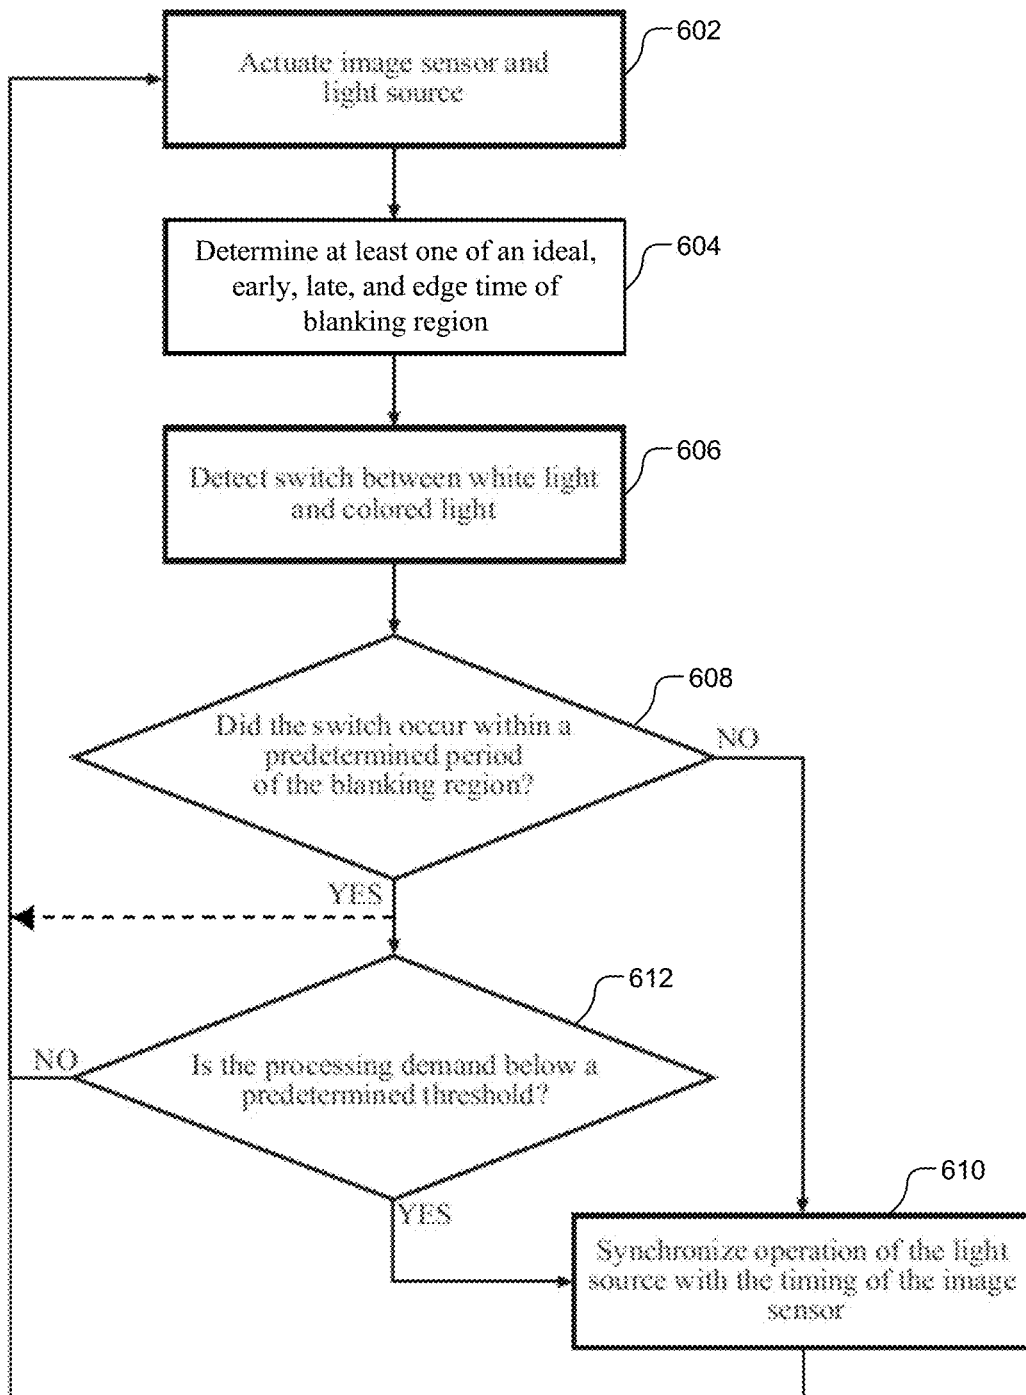 602
Actuate image sensor and
light source
604
Determine at least one of an ideal,
early, late, and edge time of
blanking region
606
Detect switch between white light
and colored light
608
Did the switch occur within a
predetermined period
of the blanking region?
NO
YES
612
NO
Is the processing demand below a
predetermined threshold?
YES
610
Synchronize operation of the light
source with the timing of the image
sensor